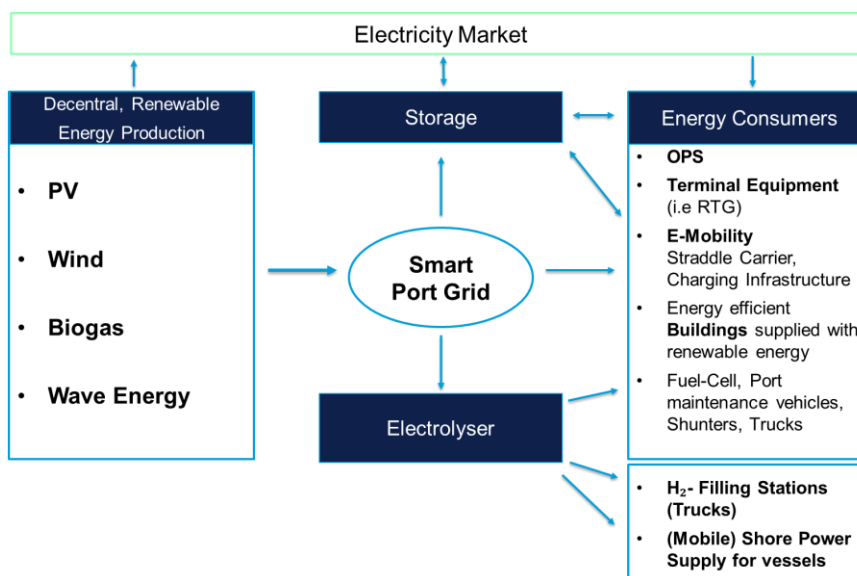 Electricity Market
Decentral, Renewable
Energy Production
• PV
• Wind
• Biogas
• Wave Energy
Storage
Smart
Port Grid
Electrolyser
Energy Consumers
• OPS
• Terminal Equipment
(i.e RTG)
• E-Mobility
Straddle Carrier,
Charging Infrastructure
• Energy efficient
Buildings supplied with
renewable energy
• Fuel-Cell, Port
maintenance vehicles,
Shunters, Trucks
• H₂- Filling Stations
(Trucks)
• (Mobile) Shore Power
Supply for vessels